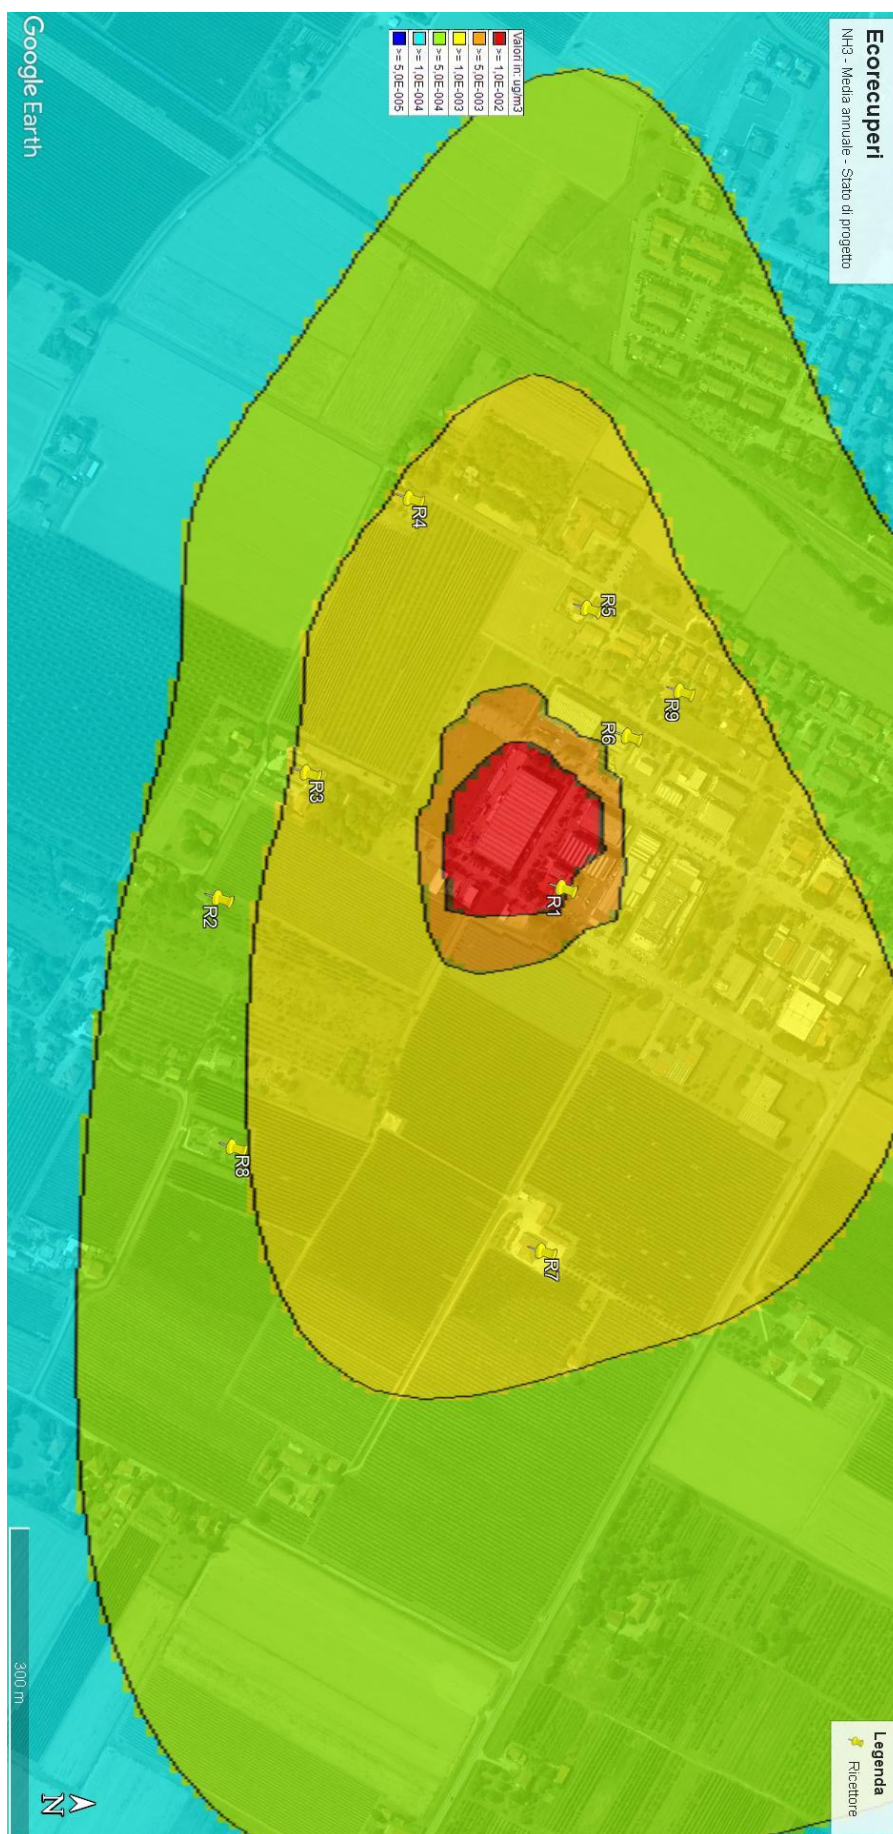 Ecorecuperi
NH3 - Media annuale - Stato di progetto
Valori in: ug/m3
>= 1,0E-002
>= 5,0E-003
>= 1,0E-003
>= 5,0E-004
>= 1,0E-004
>= 5,0E-005
Legenda
Ricettore
R9
R6
R5
R1
R7
R4
R3
R8
R2
Google Earth
300 m
N